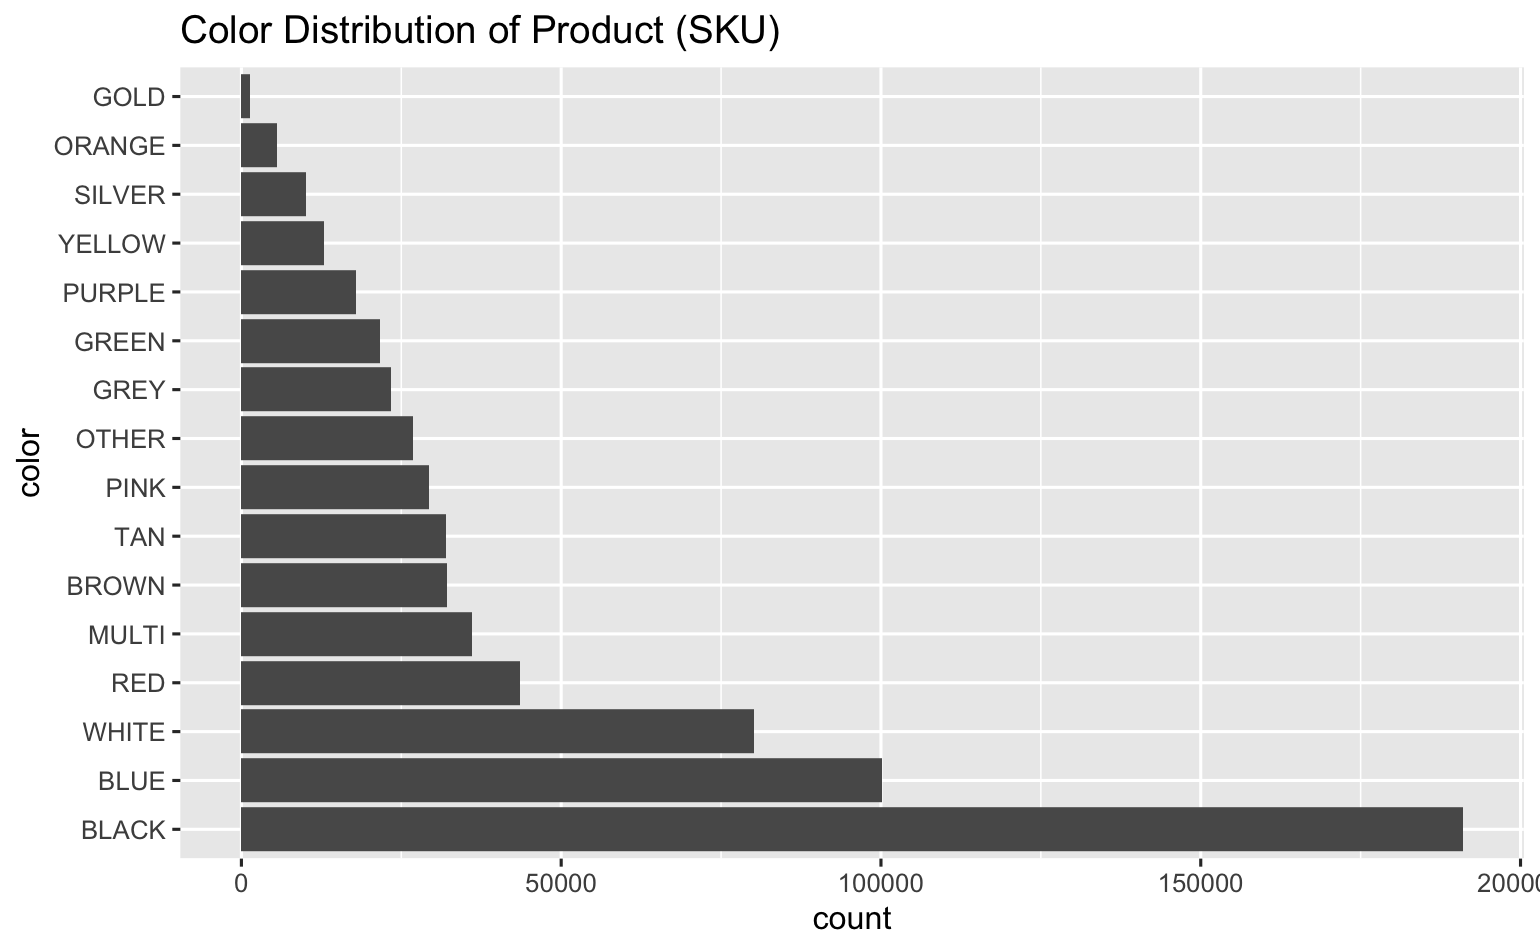 Color Distribution of Product (SKU)
GOLD
ORANGE
SILVER
YELLOW
PURPLE
GREEN
GREY
OTHER
PINK
TAN
BROWN
MULTI
RED
WHITE
BLUE
BLACK
color
0 50000 100000 150000
count